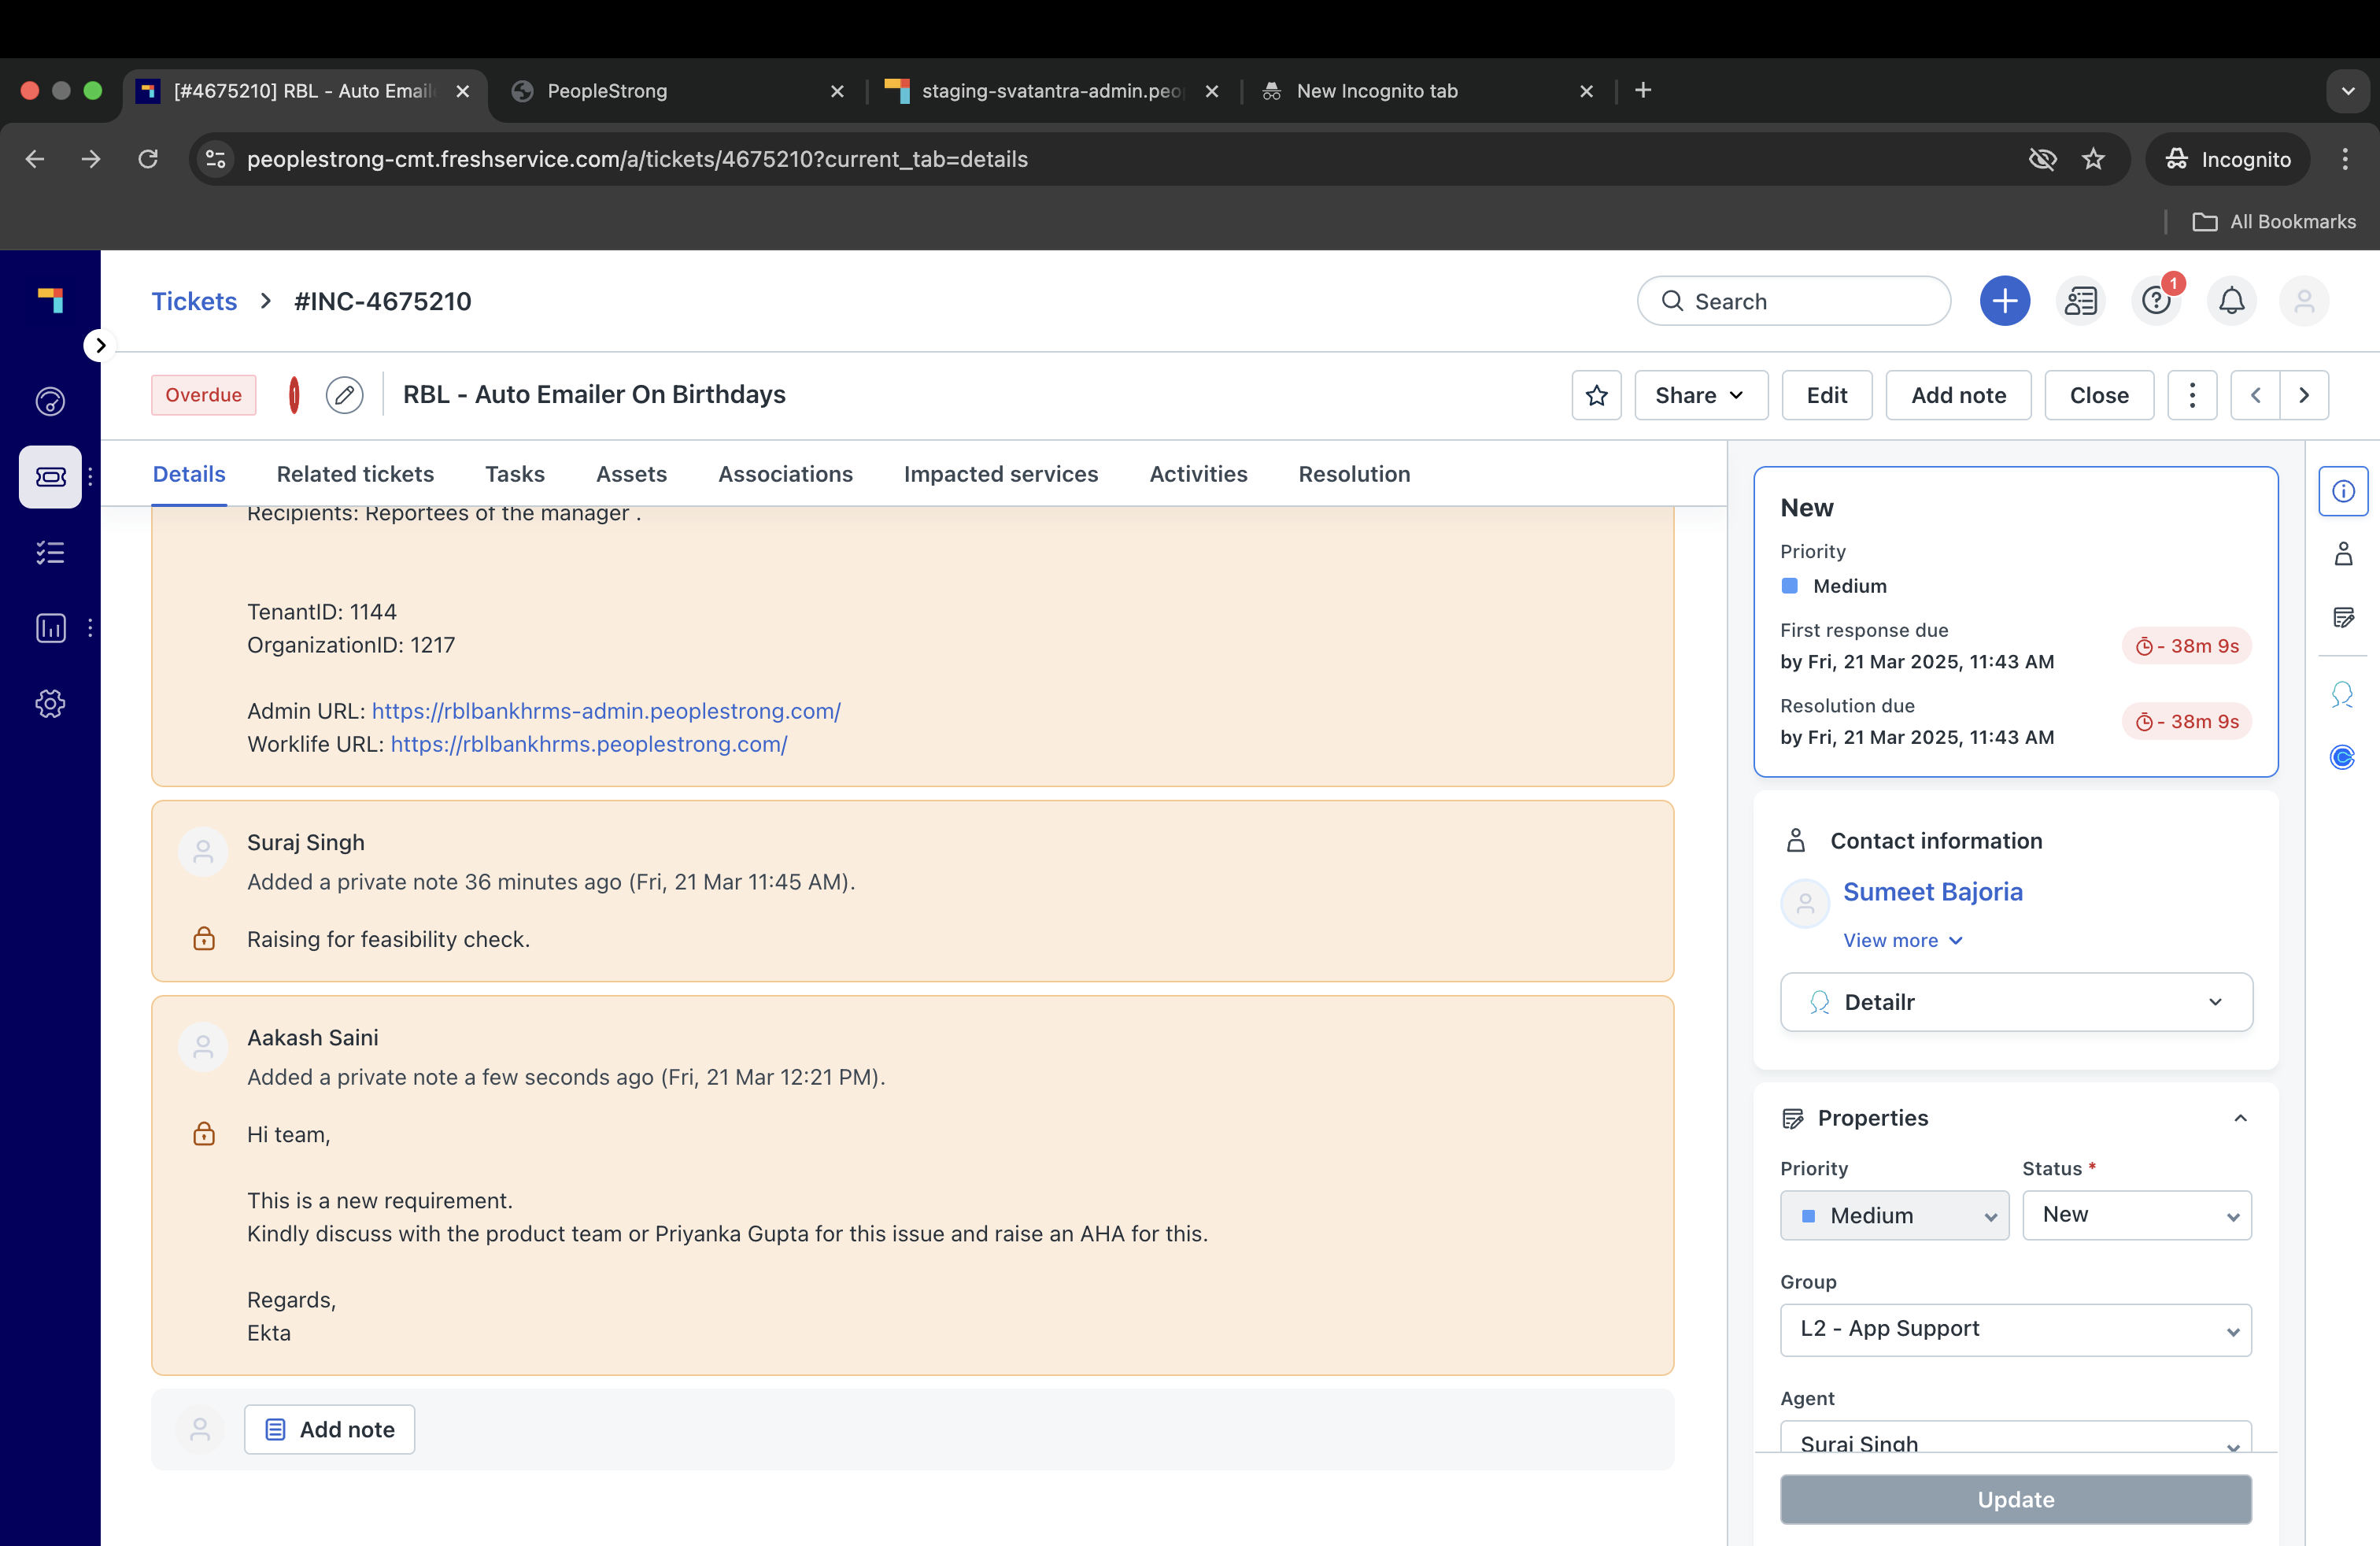 [#4675210] RBL - Auto Email
PeopleStrong
staging-svatantra-admin.peo
New Incognito tab
peoplestrong-cmt.freshservice.com/a/tickets/4675210?current_tab=details
Incognito
All Bookmarks
Tickets > #INC-4675210
Search
1
Overdue
RBL - Auto Emailer On Birthdays
Share
Edit
Add note
Close
Details
Related tickets
Tasks
Assets
Associations
Impacted services
Activities
Resolution
Recipients: Reportees of the manager .
TenantID: 1144
OrganizationID: 1217
Admin URL: https://rblbankhrms-admin.peoplestrong.com/
Worklife URL: https://rblbankhrms.peoplestrong.com/
Suraj Singh
Added a private note 36 minutes ago (Fri, 21 Mar 11:45 AM).
Raising for feasibility check.
Aakash Saini
Added a private note a few seconds ago (Fri, 21 Mar 12:21 PM).
Hi team,
This is a new requirement.
Kindly discuss with the product team or Priyanka Gupta for this issue and raise an AHA for this.
Regards,
Ekta
Add note
New
Priority
Medium
First response due
by Fri, 21 Mar 2025, 11:43 AM
- 38m 9s
Resolution due
by Fri, 21 Mar 2025, 11:43 AM
- 38m 9s
Contact information
Sumeet Bajoria
View more
Detailr
Properties
Priority
Status *
Medium
New
Group
L2 - App Support
Agent
Suraj Singh
Update